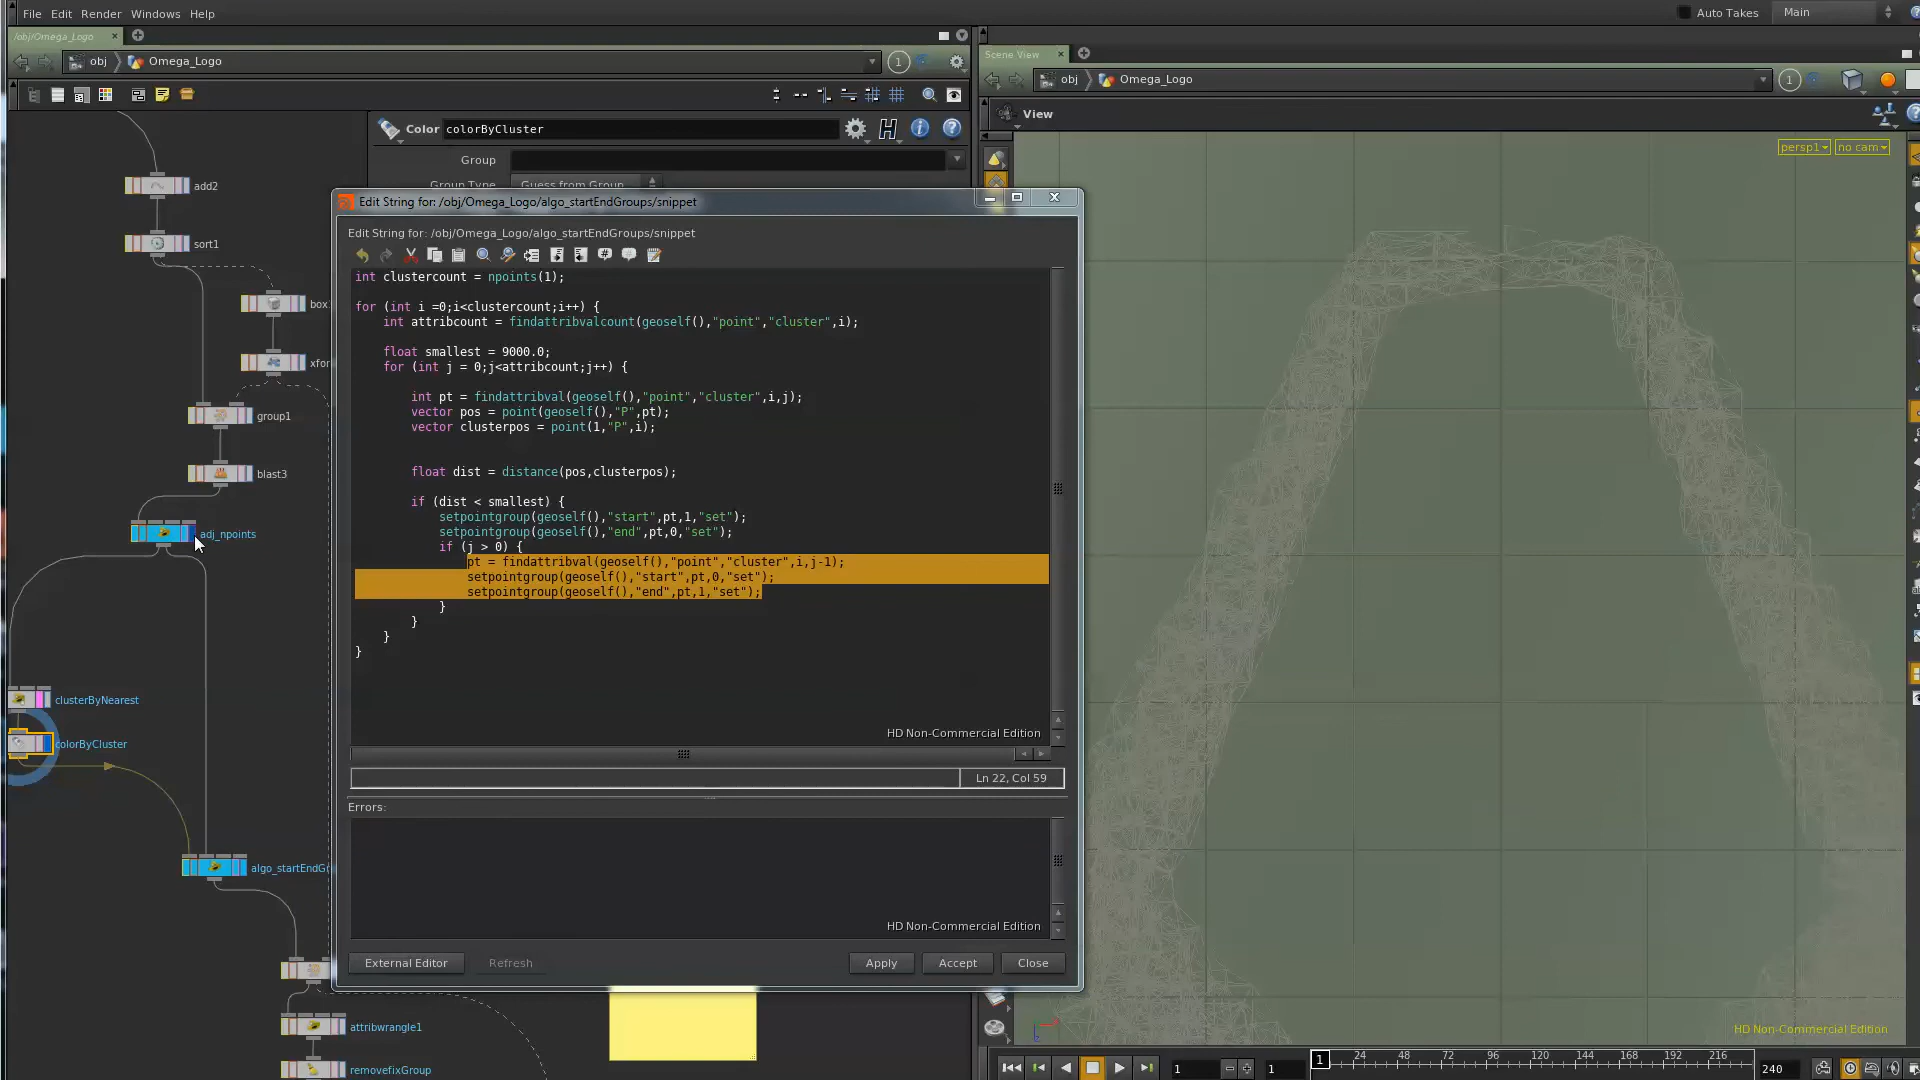 File Edit Render Windows Help
Auto Takes Main
/obj/Omega_Logo
obj Omega_Logo 1
Scene View
obj Omega_Logo 1
View
persp1 no cam
Color colorByCluster
Group
Group Type Guess from Group
add2
sort1
box
xfor
group1
blast3
adj_npoints
clusterByNearest
colorByCluster
algo_startEndG
attribwrangle1
removefixGroup
Edit String for: /obj/Omega_Logo/algo_startEndGroups/snippet
Edit String for: /obj/Omega_Logo/algo_startEndGroups/snippet
int clustercount = npoints(1);
for (int i =0;i<clustercount;i++) {
int attribcount = findattribvalcount(geoself(),"point","cluster",i);
float smallest = 9000.0;
for (int j = 0;j<attribcount;j++) {
int pt = findattribval(geoself(),"point","cluster",i,j);
vector pos = point(geoself(),"P",pt);
vector clusterpos = point(1,"P",i);
float dist = distance(pos,clusterpos);
if (dist < smallest) {
setpointgroup(geoself(),"start",pt,1,"set");
setpointgroup(geoself(),"end",pt,0,"set");
if (j > 0) {
pt = findattribval(geoself(),"point","cluster",i,j-1);
setpointgroup(geoself(),"start",pt,0,"set");
setpointgroup(geoself(),"end",pt,1,"set");
}
}
}
}
HD Non-Commercial Edition
Ln 22, Col 59
Errors:
HD Non-Commercial Edition
External Editor Refresh Apply Accept Close
HD Non-Commercial Edition
1 1 1 24 48 72 96 120 144 168 192 216 240